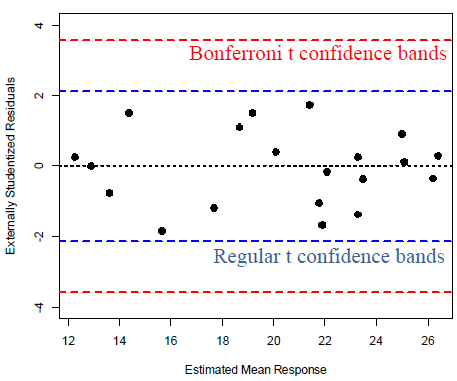 4
Bonferroni t confidence bands
2
0
-2
Regular t confidence bands
-4
Externally Studentized Residuals
12 14 16 18 20 22 24 26
Estimated Mean Response